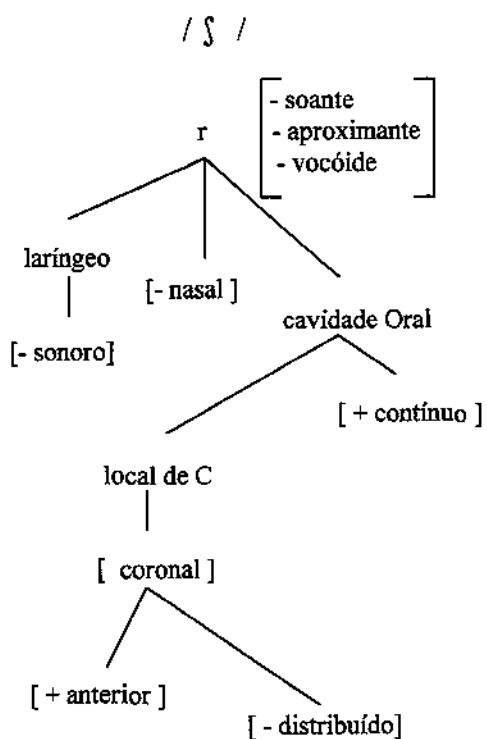 / ʃ /
r
[ - soante
- aproximante
- vocóide ]
laríngeo
[- nasal ]
cavidade Oral
[- sonoro]
[ + contínuo ]
local de C
[ coronal ]
[ + anterior ]
[ - distribuído]